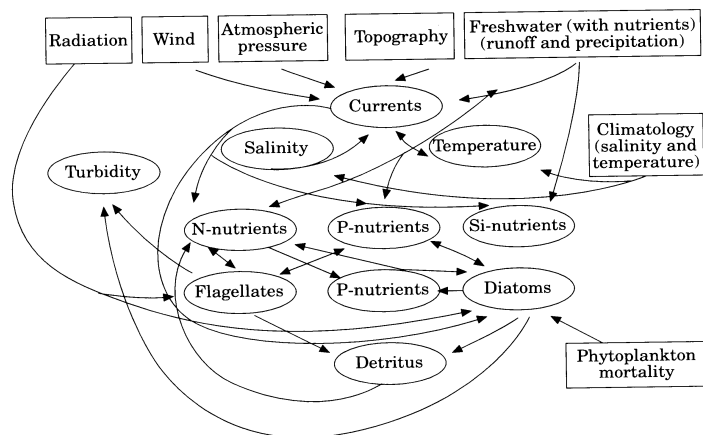 Radiation
Wind
Atmospheric
pressure
Topography
Freshwater (with nutrients)
(runoff and precipitation)
Currents
Salinity
Temperature
Climatology
(salinity and
temperature)
Turbidity
N-nutrients
P-nutrients
Si-nutrients
Flagellates
P-nutrients
Diatoms
Detritus
Phytoplankton
mortality